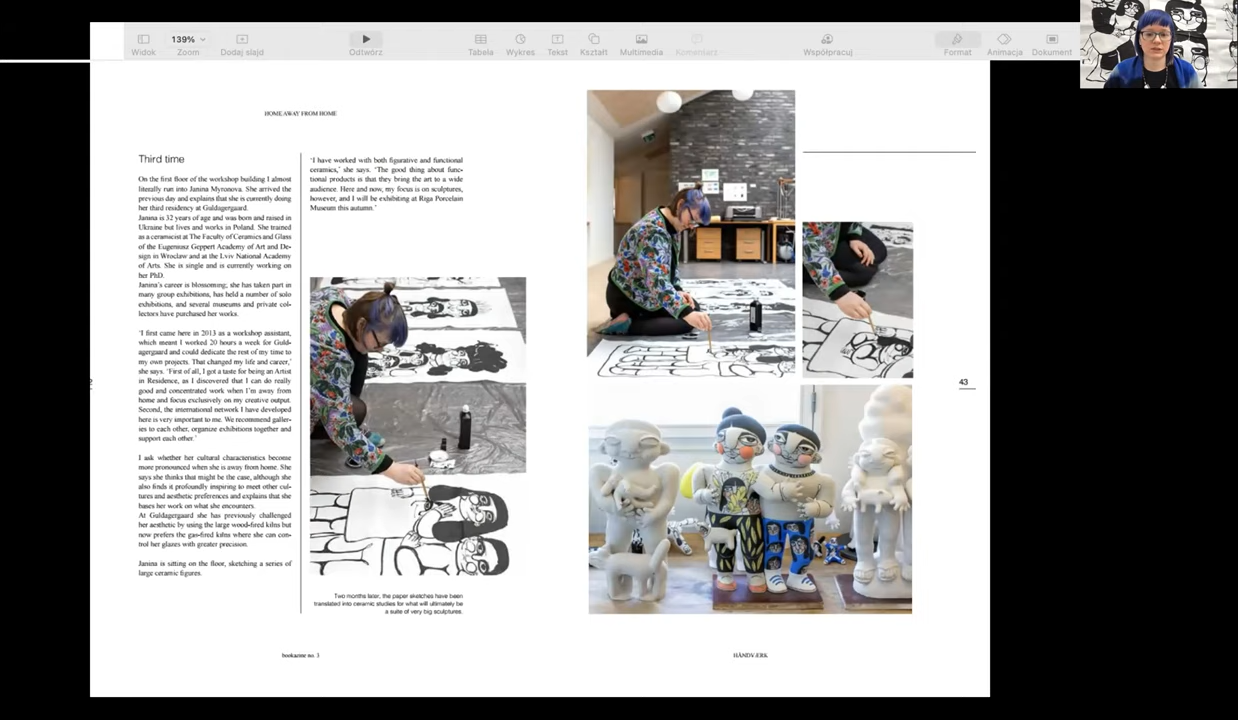 139%
Widok
Zoom
Dodaj slajd
Odtwórz
Tabela
Wykres
Tekst
Kształt
Multimedia
Komentarz
Współpracuj
Format
Animacja
Dokument
HOME AWAY FROM HOME
Third time
On the first floor of the workshop building I almost
literally run into Janina Myronova. She arrived the
previous day and explains that she is currently doing
her third residency at Guldagergaard.
Janina is 32 years of age and was born and raised in
Ukraine but lives and works in Poland. She trained
as a ceramicist at The Faculty of Ceramics and Glass
of the Eugeniusz Geppert Academy of Art and De-
sign in Wrocław and at the Lviv National Academy
of Arts. She is single and is currently working on
her PhD.
Janina's career is blossoming; she has taken part in
many group exhibitions, has held a number of solo
exhibitions, and several museums and private col-
lectors have purchased her works.
'I first came here in 2013 as a workshop assistant,
which meant I worked 20 hours a week for Guld-
agergaard and could dedicate the rest of my time to
my own projects. That changed my life and career,'
she says. 'First of all, I got a taste for being an Artist
in Residence, as I discovered that I can do really
good and concentrated work when I'm away from
home and focus exclusively on my creative output.
Second, the international network I have developed
here is very important to me. We recommend galler-
ies to each other, organize exhibitions together and
support each other.'
I ask whether her cultural characteristics become
more pronounced when she is away from home. She
says she thinks that might be the case, although she
also finds it profoundly inspiring to meet other cul-
tures and aesthetic preferences and explains that she
bases her work on what she encounters.
At Guldagergaard she has previously challenged
her aesthetic by using the large wood-fired kilns but
now prefers the gas-fired kilns where she can con-
trol her glazes with greater precision.
Janina is sitting on the floor, sketching a series of
large ceramic figures.
'I have worked with both figurative and functional
ceramics,' she says. 'The good thing about func-
tional products is that they bring the art to a wide
audience. Here and now, my focus is on sculptures,
however, and I will be exhibiting at Riga Porcelain
Museum this autumn.'
Two months later, the paper sketches have been
translated into ceramic studies for what will ultimately be
a suite of very big sculptures.
bookazine no. 3
43
HÅNDVÆRK